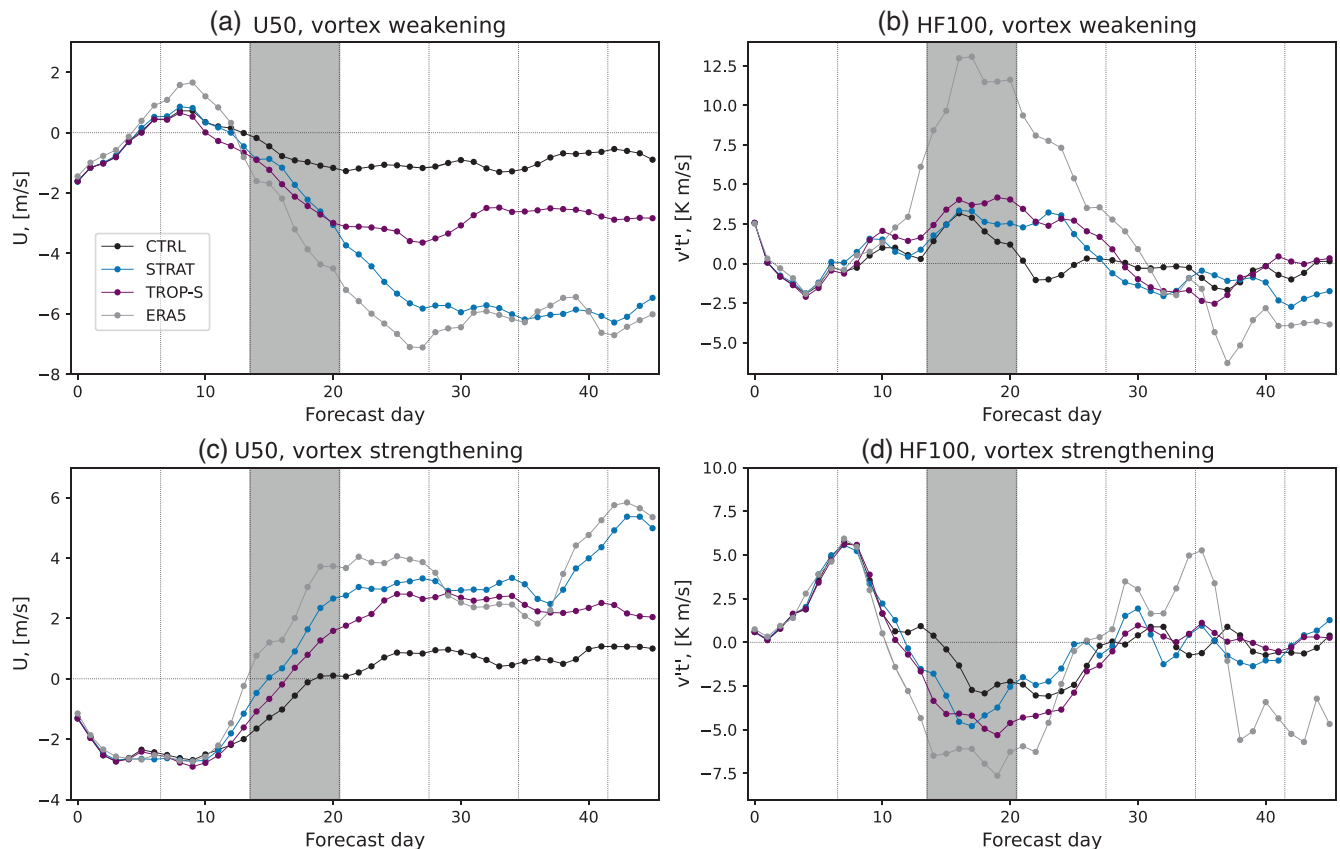 (a) U50, vortex weakening
2
0
−2
−4
−6
−8
U, [m/s]
CTRL
STRAT
TROP-S
ERA5
0 10 20 30 40
Forecast day
(b) HF100, vortex weakening
12.5
10.0
7.5
5.0
2.5
0.0
−2.5
−5.0
v't', [K m/s]
0 10 20 30 40
Forecast day
(c) U50, vortex strengthening
6
4
2
0
−2
−4
U, [m/s]
0 10 20 30 40
Forecast day
(d) HF100, vortex strengthening
10.0
7.5
5.0
2.5
0.0
−2.5
−5.0
−7.5
v't', [K m/s]
0 10 20 30 40
Forecast day